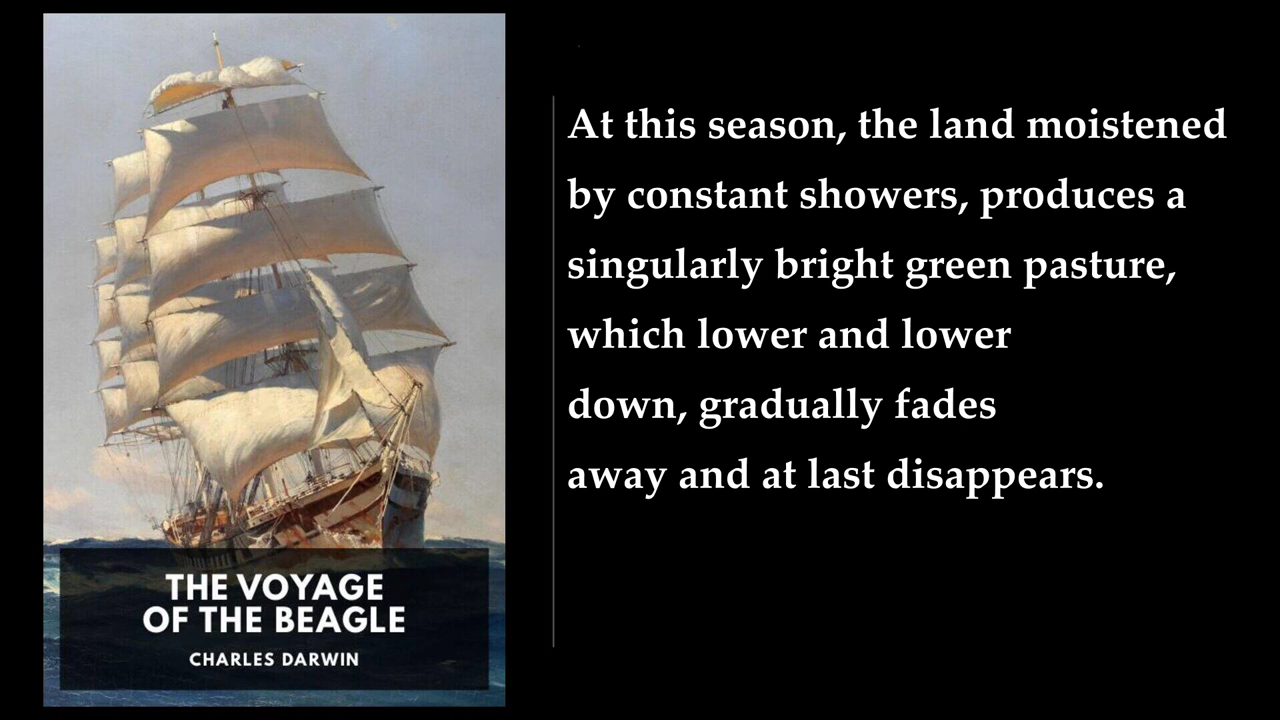 At this season, the land moistened
by constant showers, produces a
singularly bright green pasture,
which lower and lower
down, gradually fades
away and at last disappears.
THE VOYAGE
OF THE BEAGLE
CHARLES DARWIN